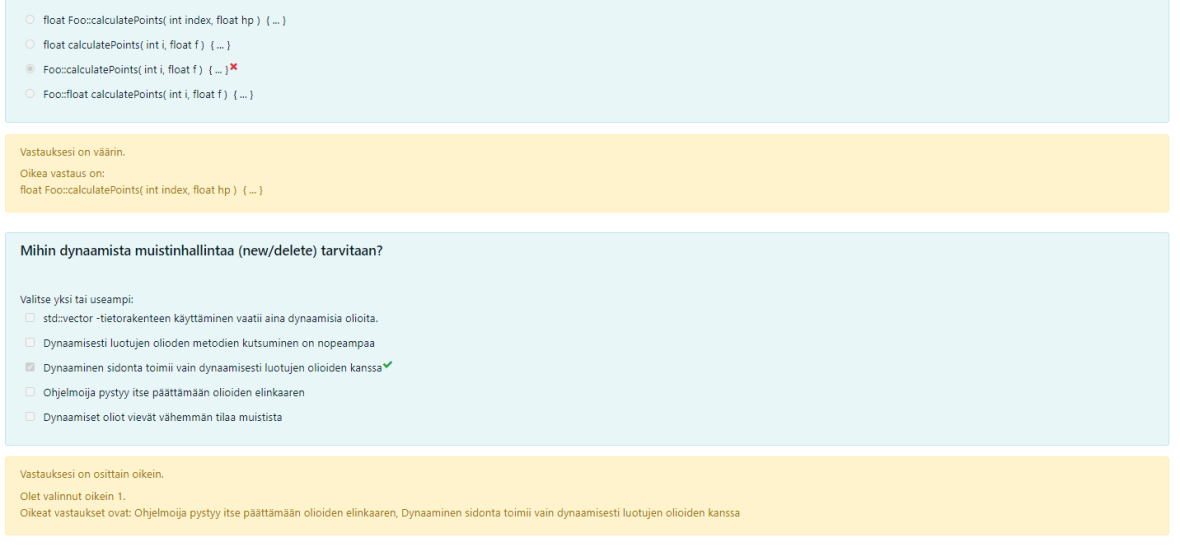 float Foo::calculatePoints( int index, float hp ) { ... }
float calculatePoints( int i, float f ) { ... }
Foo::calculatePoints( int i, float f ) { ... }
Foo::float calculatePoints( int i, float f ) { ... }
Vastauksesi on väärin.
Oikea vastaus on:
float Foo::calculatePoints( int index, float hp ) { ... }
Mihin dynaamista muistinhallintaa (new/delete) tarvitaan?
Valitse yksi tai useampi:
std::vector -tietorakenteen käyttäminen vaatii aina dynaamisia olioita.
Dynaamisesti luotujen olioden metodien kutsuminen on nopeampaa
Dynaaminen sidonta toimii vain dynaamisesti luotujen olioiden kanssa
Ohjelmoija pystyy itse päättämään olioiden elinkaaren
Dynaamiset oliot vievät vähemmän tilaa muistista
Vastauksesi on osittain oikein.
Olet valinnut oikein 1.
Oikeat vastaukset ovat: Ohjelmoija pystyy itse päättämään olioiden elinkaaren, Dynaaminen sidonta toimii vain dynaamisesti luotujen olioiden kanssa